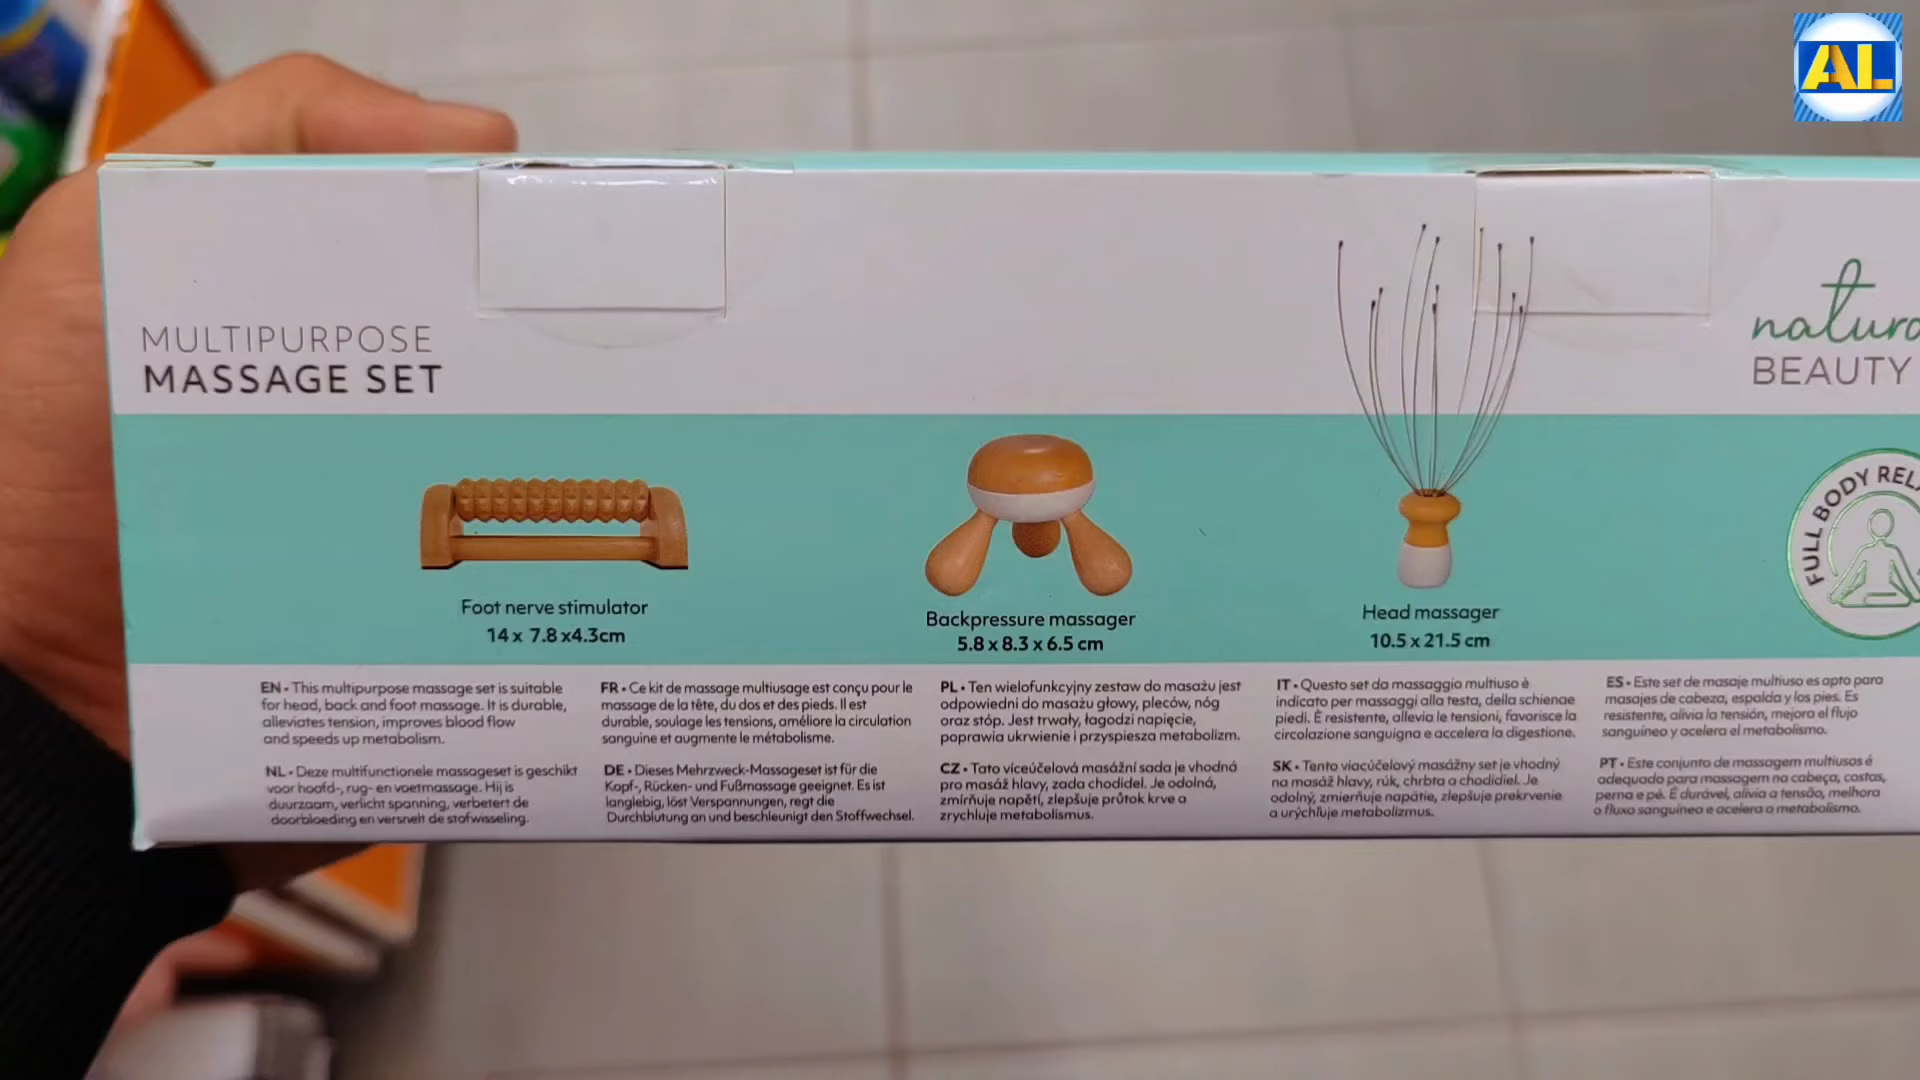 AL
MULTIPURPOSE
MASSAGE SET
BEAUTY
Foot nerve stimulator
14 x 7.8 x4.3cm
Backpressure massager
5.8 x 8.3 x 6.5 cm
Head massager
10.5 x 21.5 cm
FULL BODY
EN • This multipurpose massage set is suitable
for head, back and foot massage. It is durable,
alleviates tension, improves blood flow
and speeds up metabolism.
FR • Ce kit de massage multiusage est conçu pour le
massage de la tête, du dos et des pieds. Il est
durable, soulage les tensions, améliore la circulation
sanguine et augmente le métabolisme.
PL • Ten wielofunkcyjny zestaw do masażu jest
odpowiedni do masażu głowy, pleców, nóg
oraz stóp. Jest trwały, łagodzi napięcie,
poprawia ukrwienie i przyspiesza metabolizm.
IT • Questo set da massaggio multiuso è
indicato per massaggi alla testa, della schienae
piedi. È resistente, allevia le tensioni, favorisce la
circolazione sanguigna e accelera la digestione.
ES • Este set de masaje multiuso es apto para
masajes de cabeza, espalda y los pies. Es
resistente, alivia la tensión, mejora el flujo
sanguíneo y acelera el metabolismo.
NL • Deze multifunctionele massageset is geschikt
voor hoofd-, rug- en voetmassage. Hij is
duurzaam, verlicht spanning, verbetert de
doorbloeding en versnelt de stofwisseling.
DE • Dieses Mehrzweck-Massageset ist für die
Kopf-, Rücken- und Fußmassage geeignet. Es ist
langlebig, löst Verspannungen, regt die
Durchblutung an und beschleunigt den Stoffwechsel.
CZ • Tato víceúčelová masážní sada je vhodná
pro masáž hlavy, zada chodidel. Je odolná,
zmírňuje napětí, zlepšuje průtok krve a
zrychluje metabolismus.
SK • Tento viacúčelový masážny set je vhodný
na masáž hlavy, rúk, chrbta a chodidiel. Je
odolný, zmierňuje napätie, zlepšuje prekrvenie
a urýchľuje metabolizmus.
PT • Este conjunto de massagem multiusos é
adequado para massagem na cabeça, costas,
perna e pé. É durável, alivia a tensão, melhora
o fluxo sanguíneo e acelera o metabolismo.